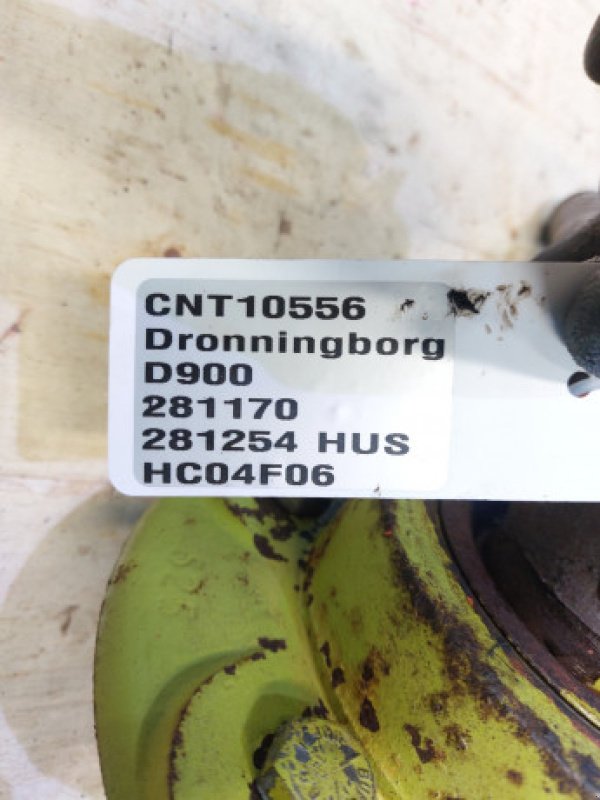 CNT10556
Dronningborg
D900
281170
281254 HUS
HC04F06